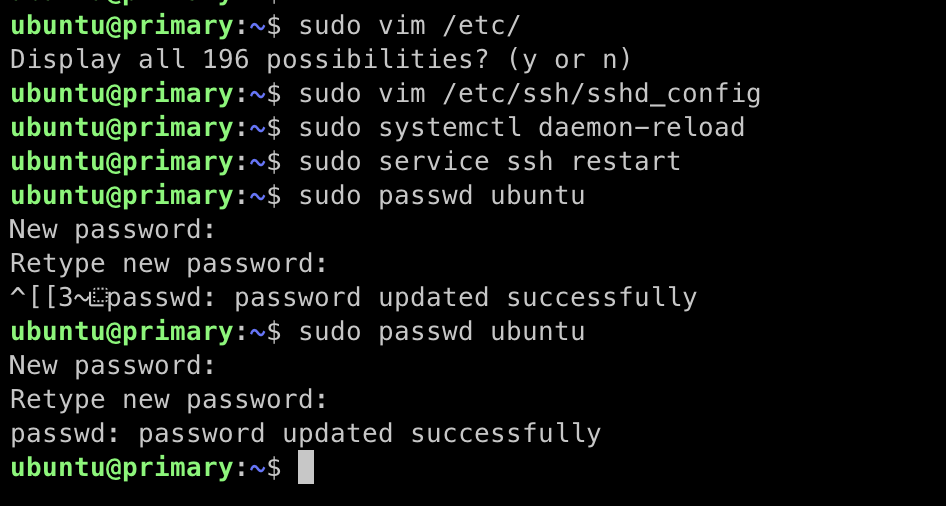 ubuntu@primary:~$ sudo vim /etc/
Display all 196 possibilities? (y or n)
ubuntu@primary:~$ sudo vim /etc/ssh/sshd_config
ubuntu@primary:~$ sudo systemctl daemon-reload
ubuntu@primary:~$ sudo service ssh restart
ubuntu@primary:~$ sudo passwd ubuntu
New password:
Retype new password:
^[[3~passwd: password updated successfully
ubuntu@primary:~$ sudo passwd ubuntu
New password:
Retype new password:
passwd: password updated successfully
ubuntu@primary:~$